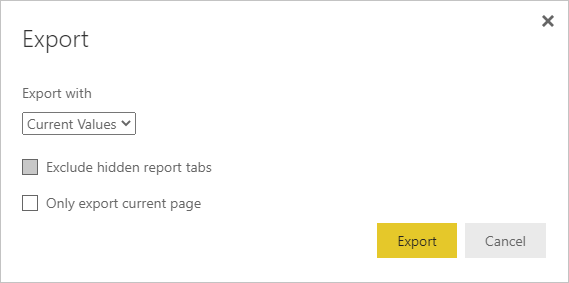 Export
Export with
Current Values
Exclude hidden report tabs
Only export current page
Export
Cancel